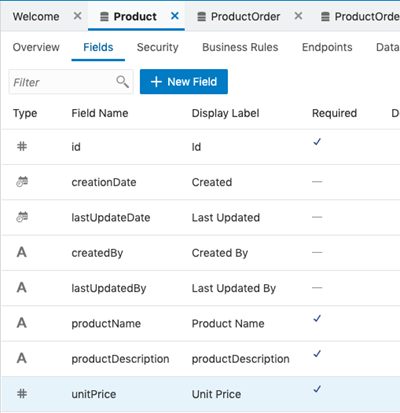 Welcome × Product × ProductOrder × ProductOrde
Overview Fields Security Business Rules Endpoints Data
Filter + New Field
Type Field Name Display Label Required D
# id Id ✓
creationDate Created —
lastUpdateDate Last Updated —
A createdBy Created By —
A lastUpdatedBy Last Updated By —
A productName Product Name ✓
A productDescription productDescription ✓
# unitPrice Unit Price ✓